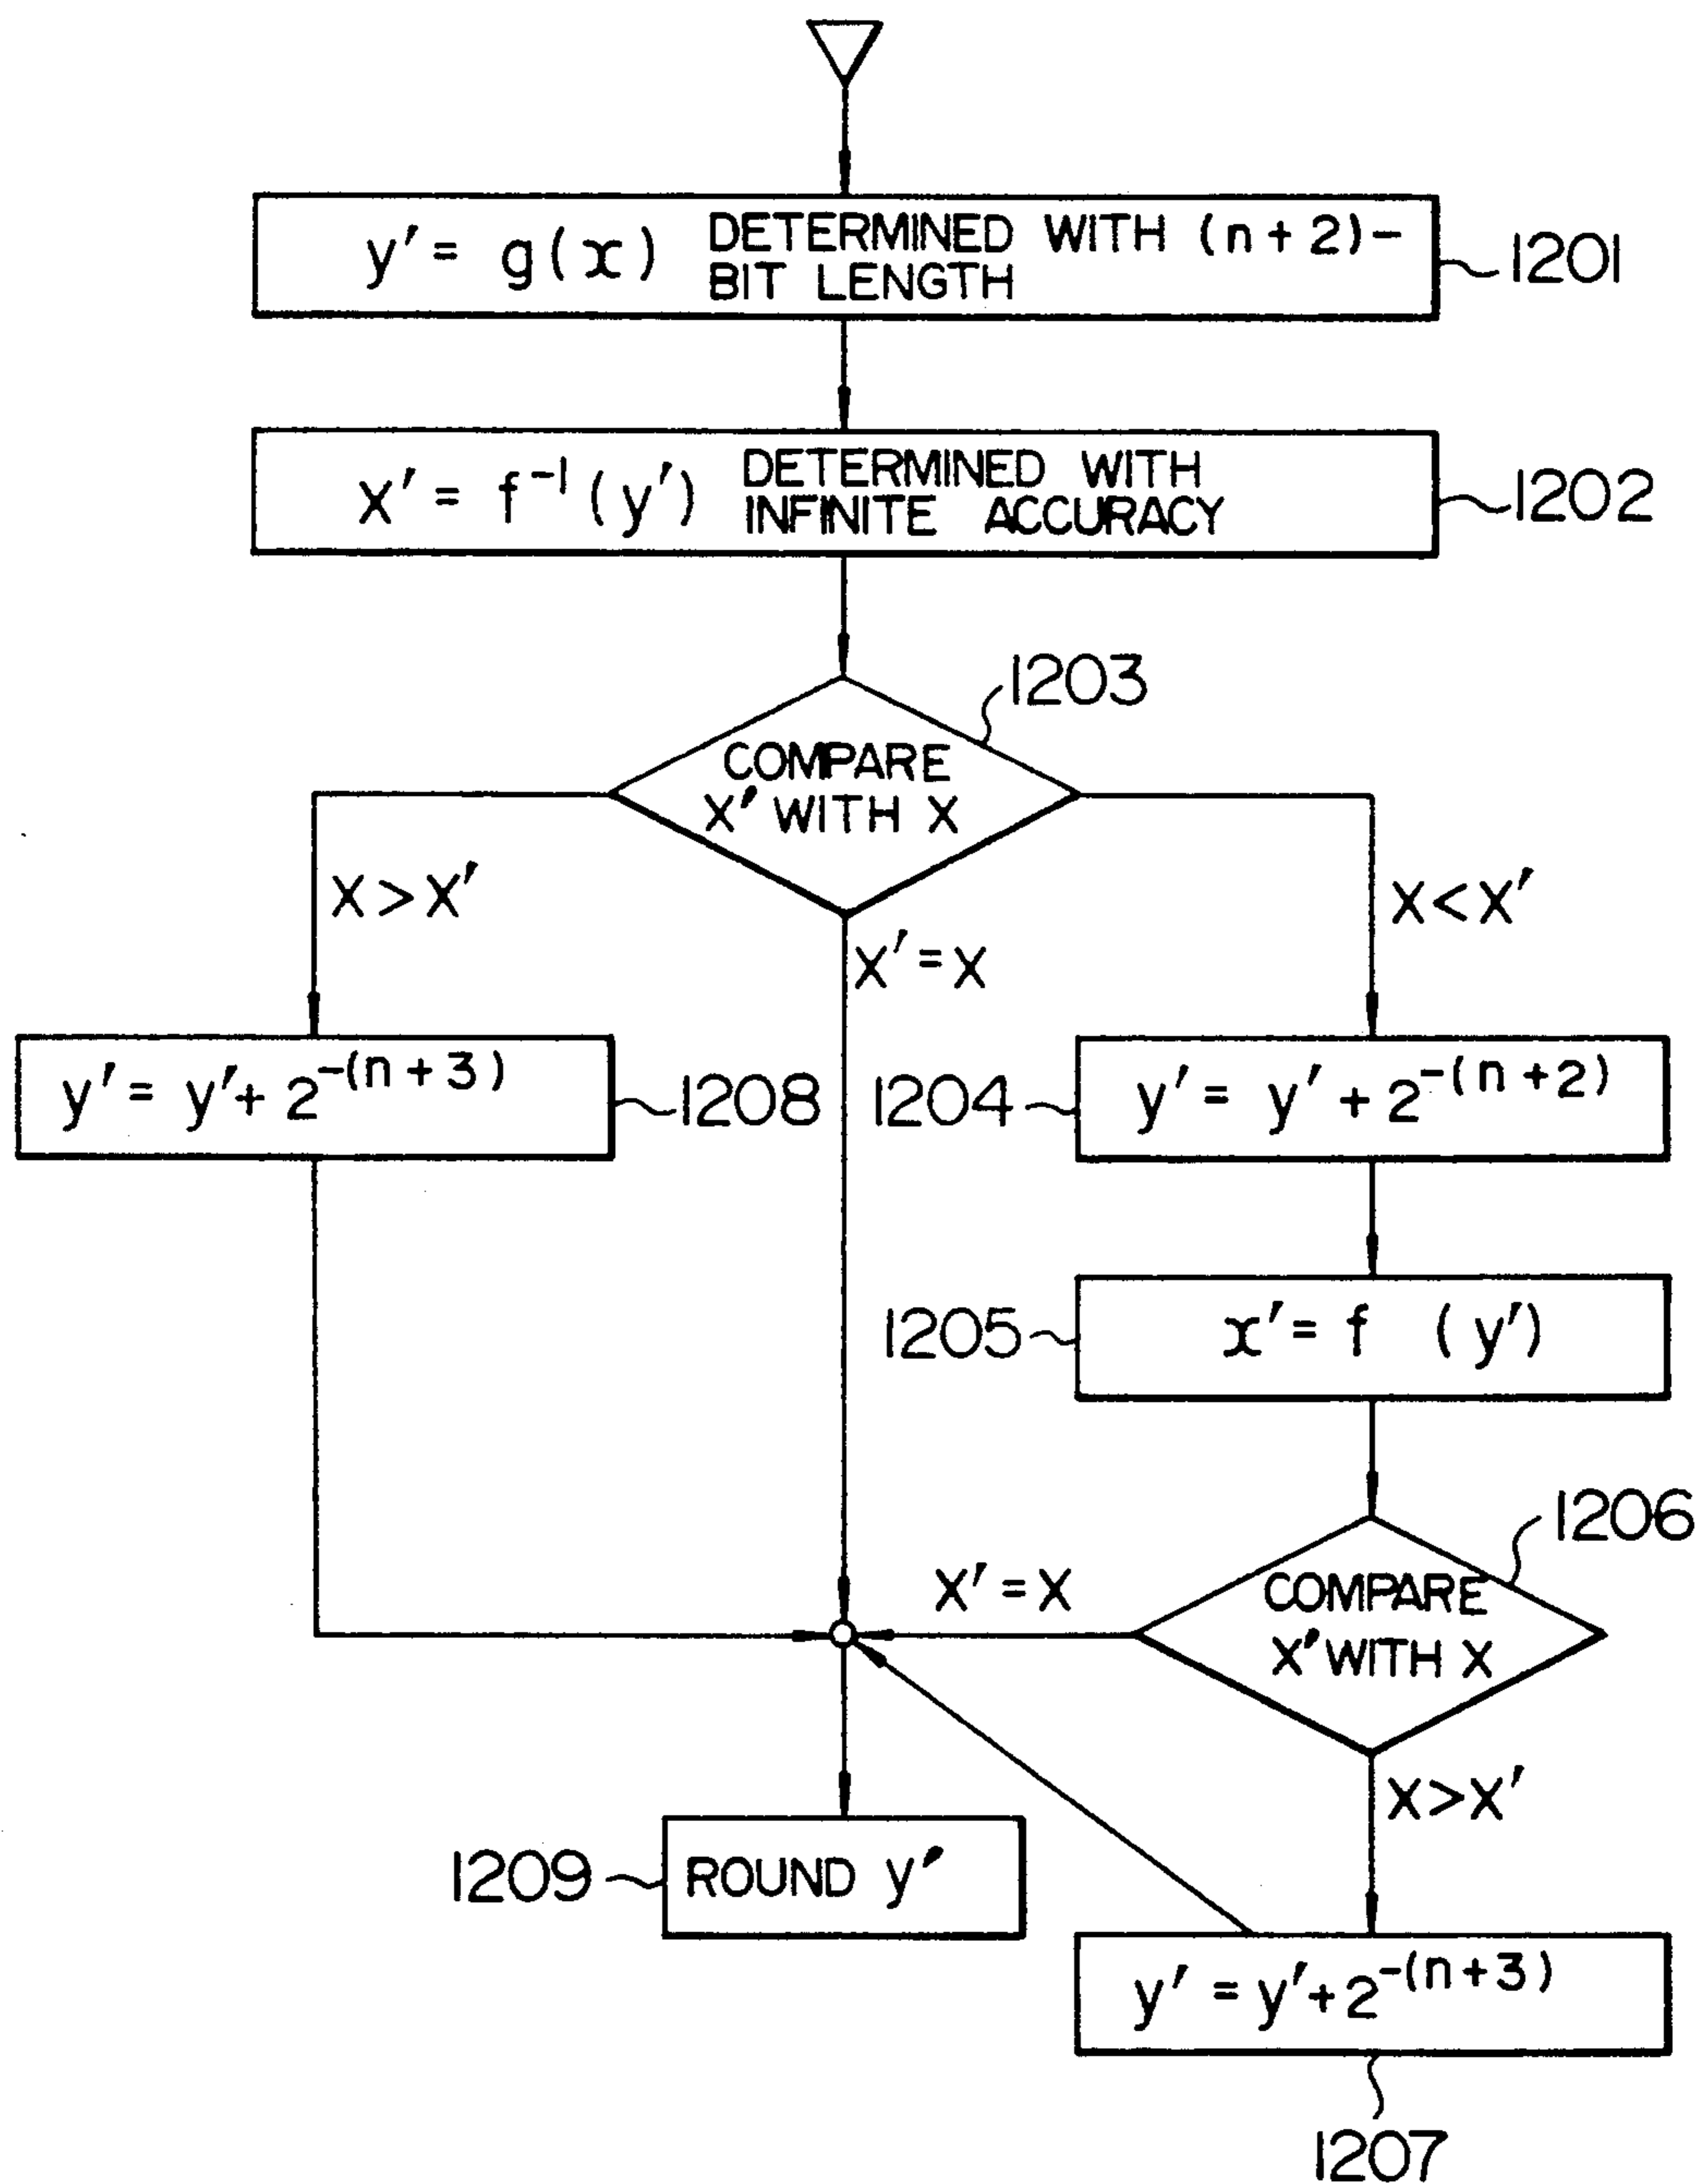 y' = g(x) DETERMINED WITH (n+2)-
BIT LENGTH
1201
x' = f⁻¹(y') DETERMINED WITH
INFINITE ACCURACY
1202
1203
COMPARE
X' WITH X
X > X'
X' = X
X < X'
y' = y' + 2^-(n+3)
1208
1204
y' = y' + 2^-(n+2)
1205
x' = f (y')
1206
X' = X
COMPARE
X' WITH X
X > X'
1209
ROUND y'
y' = y' + 2^-(n+3)
1207